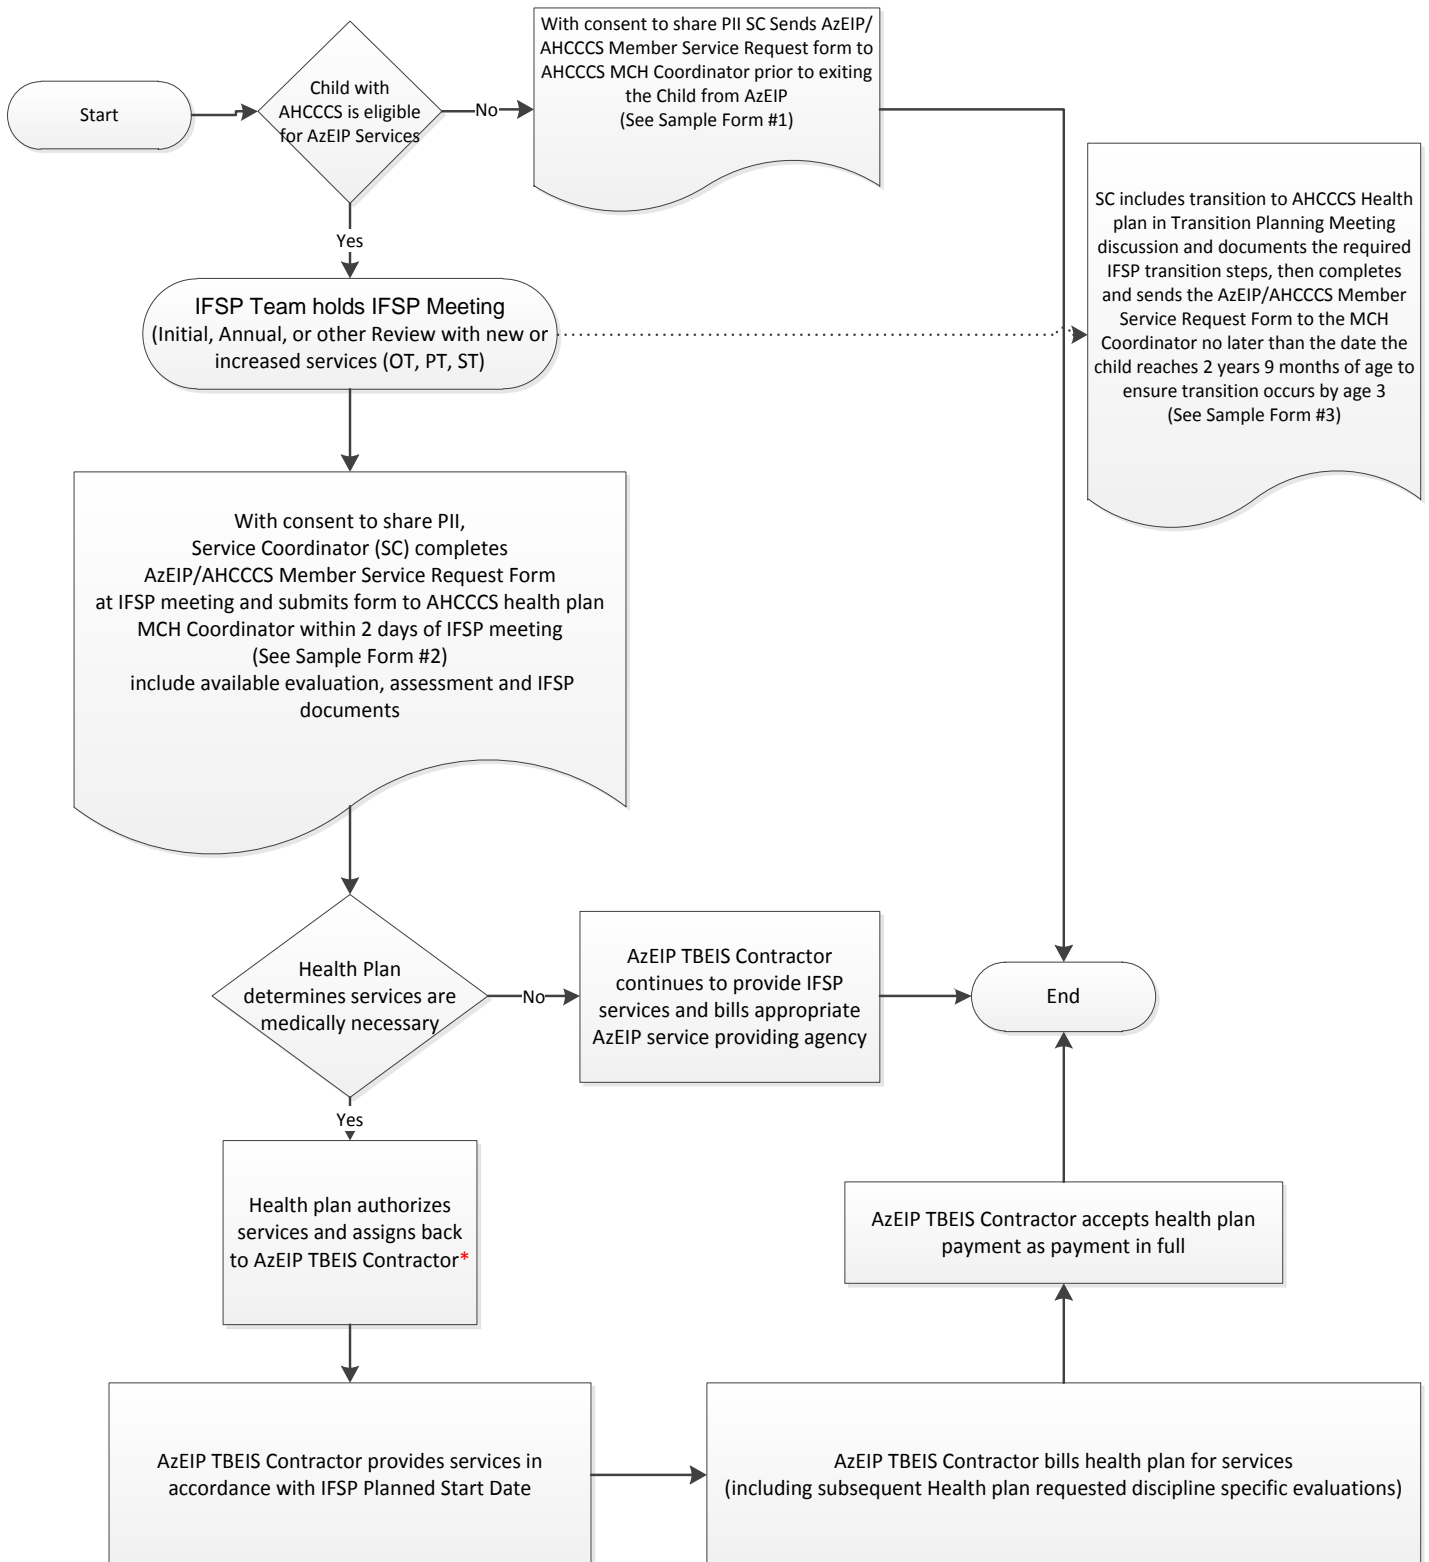 Start
Child with
AHCCCS is eligible
for AzEIP Services
No
With consent to share PII SC Sends AzEIP/
AHCCCS Member Service Request form to
AHCCCS MCH Coordinator prior to exiting
the Child from AzEIP
(See Sample Form #1)
Yes
SC includes transition to AHCCCS Health
plan in Transition Planning Meeting
discussion and documents the required
IFSP transition steps, then completes
and sends the AzEIP/AHCCCS Member
Service Request Form to the MCH
Coordinator no later than the date the
child reaches 2 years 9 months of age to
ensure transition occurs by age 3
(See Sample Form #3)
IFSP Team holds IFSP Meeting
(Initial, Annual, or other Review with new or
increased services (OT, PT, ST)
With consent to share PII,
Service Coordinator (SC) completes
AzEIP/AHCCCS Member Service Request Form
at IFSP meeting and submits form to AHCCCS health plan
MCH Coordinator within 2 days of IFSP meeting
(See Sample Form #2)
include available evaluation, assessment and IFSP
documents
Health Plan
determines services are
medically necessary
No
AzEIP TBEIS Contractor
continues to provide IFSP
services and bills appropriate
AzEIP service providing agency
End
Yes
Health plan authorizes
services and assigns back
to AzEIP TBEIS Contractor*
AzEIP TBEIS Contractor accepts health plan
payment as payment in full
AzEIP TBEIS Contractor provides services in
accordance with IFSP Planned Start Date
AzEIP TBEIS Contractor bills health plan for services
(including subsequent Health plan requested discipline specific evaluations)